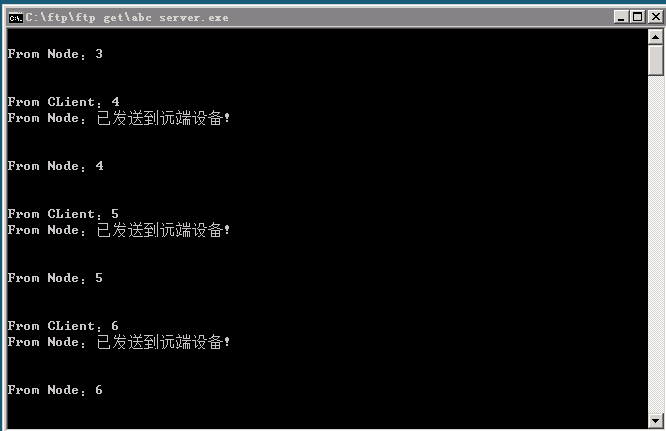 C:\ftp\ftp get\abc server.exe
From Node：3
From CLient：4
From Node：已发送到远端设备!
From Node：4
From CLient：5
From Node：已发送到远端设备!
From Node：5
From CLient：6
From Node：已发送到远端设备!
From Node：6